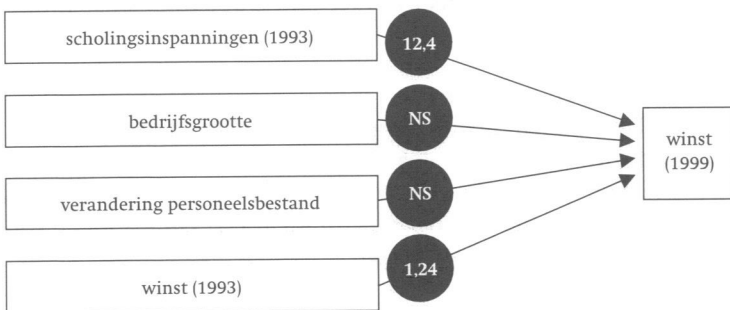 scholingsinspanningen (1993)
12,4
bedrijfsgrootte
NS
verandering personeelsbestand
NS
winst (1993)
1,24
winst
(1999)